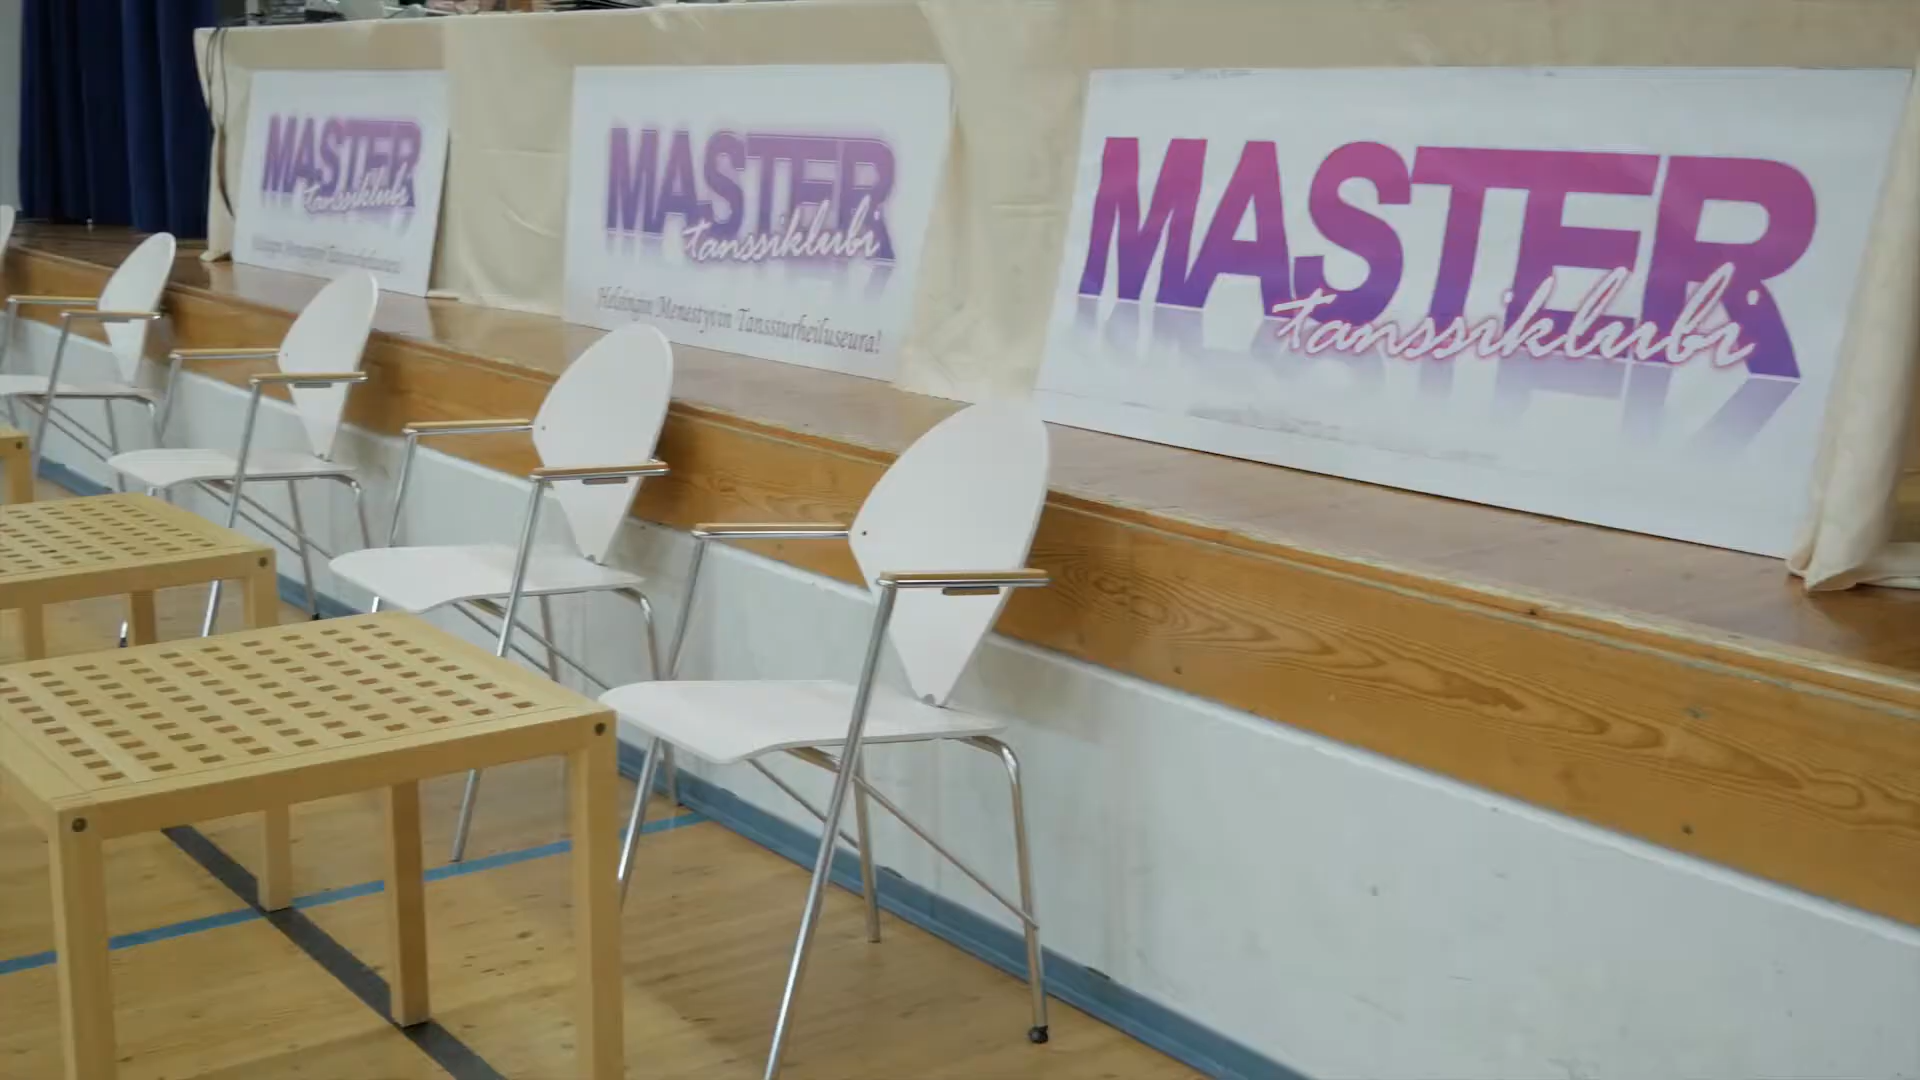 MASTER
tanssiklubi
MASTER
tanssiklubi
Helsingin Menestyvin Tanssiurheiluseura!
MASTER
tanssiklubi